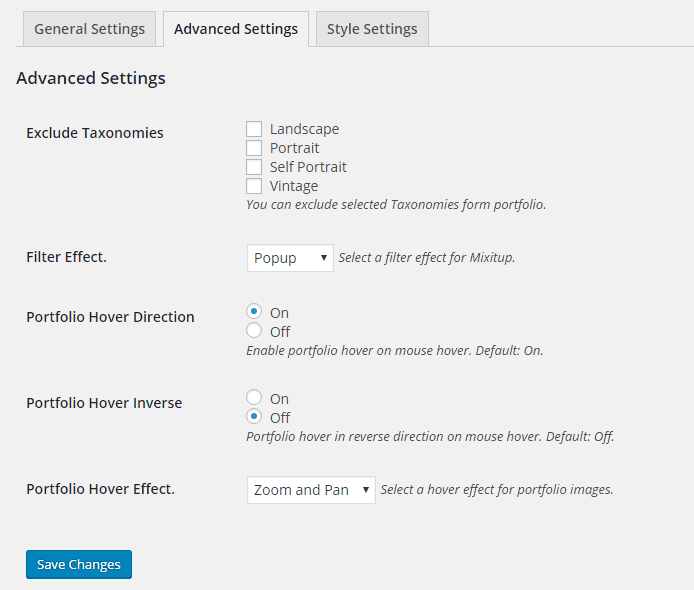 General Settings Advanced Settings Style Settings
Advanced Settings
Exclude Taxonomies
Landscape
Portrait
Self Portrait
Vintage
You can exclude selected Taxonomies form portfolio.
Filter Effect. Popup Select a filter effect for Mixitup.
Portfolio Hover Direction
On
Off
Enable portfolio hover on mouse hover. Default: On.
Portfolio Hover Inverse
On
Off
Portfolio hover in reverse direction on mouse hover. Default: Off.
Portfolio Hover Effect. Zoom and Pan Select a hover effect for portfolio images.
Save Changes